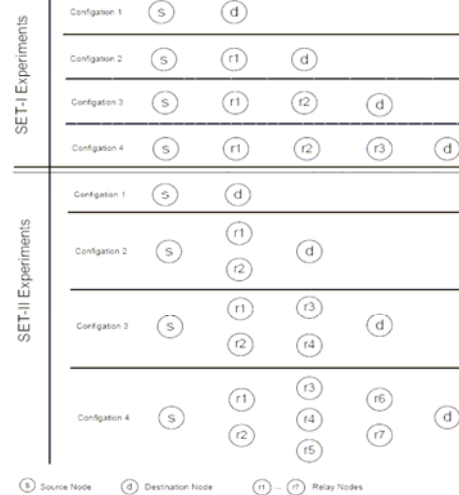 SET-I Experiments
Configation 1 s d
Configation 2 s r1 d
Configation 3 s r1 r2 d
Configation 4 s r1 r2 r3 d
SET-II Experiments
Configation 1 s d
Configation 2 s r1 r2 d
Configation 3 s r1 r2 r3 r4 d
Configation 4 s r1 r2 r3 r4 r5 r6 r7 d
s Source Node d Destination Node r1 – r7 Relay Nodes